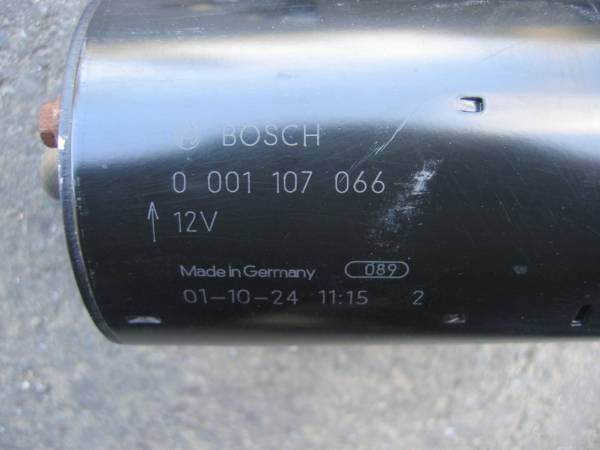 BOSCH
0 001 107 066
↑ 12V
Made in Germany 089
01-10-24 11:15 2